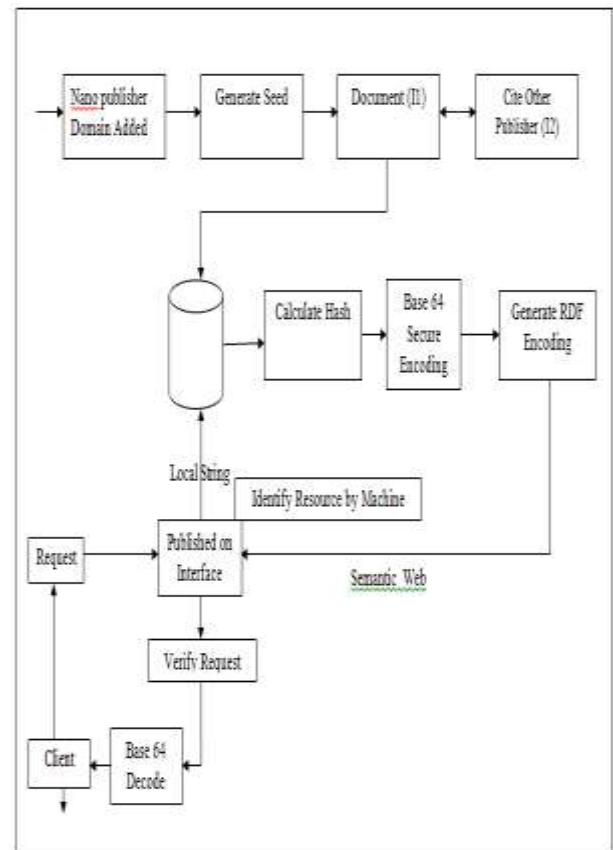 Nano publisher
Domain Added
Generate Seed
Document (I1)
Cite Other
Publisher (I2)
Calculate Hash
Base 64
Secure
Encoding
Generate RDF
Encoding
Local String
Identify Resource by Machine
Request
Published on
Interface
Semantic Web
Verify Request
Client
Base 64
Decode